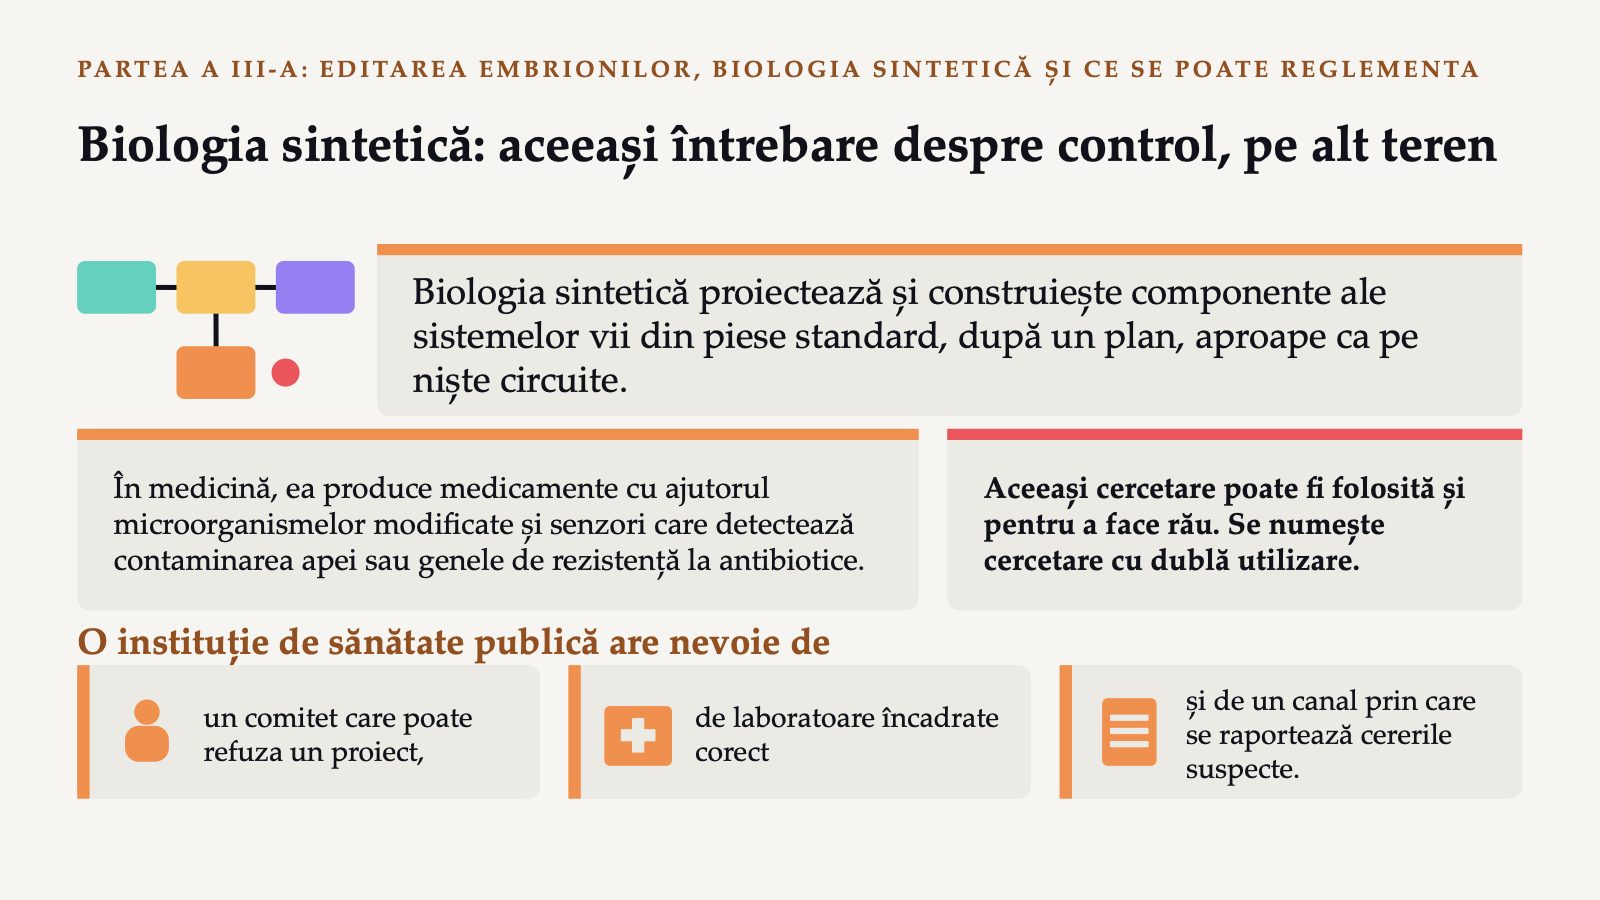 PARTEA A III-A: EDITAREA EMBRIONILOR, BIOLOGIA SINTETICĂ ȘI CE SE POATE REGLEMENTA
Biologia sintetică: aceeași întrebare despre control, pe alt teren
Biologia sintetică proiectează și construiește componente ale
sistemelor vii din piese standard, după un plan, aproape ca pe
niște circuite.
În medicină, ea produce medicamente cu ajutorul
microorganismelor modificate și senzori care detectează
contaminarea apei sau genele de rezistență la antibiotice.
Aceeași cercetare poate fi folosită și
pentru a face rău. Se numește
cercetare cu dublă utilizare.
O instituție de sănătate publică are nevoie de
un comitet care poate
refuza un proiect,
de laboratoare încadrate
corect
și de un canal prin care
se raportează cererile
suspecte.